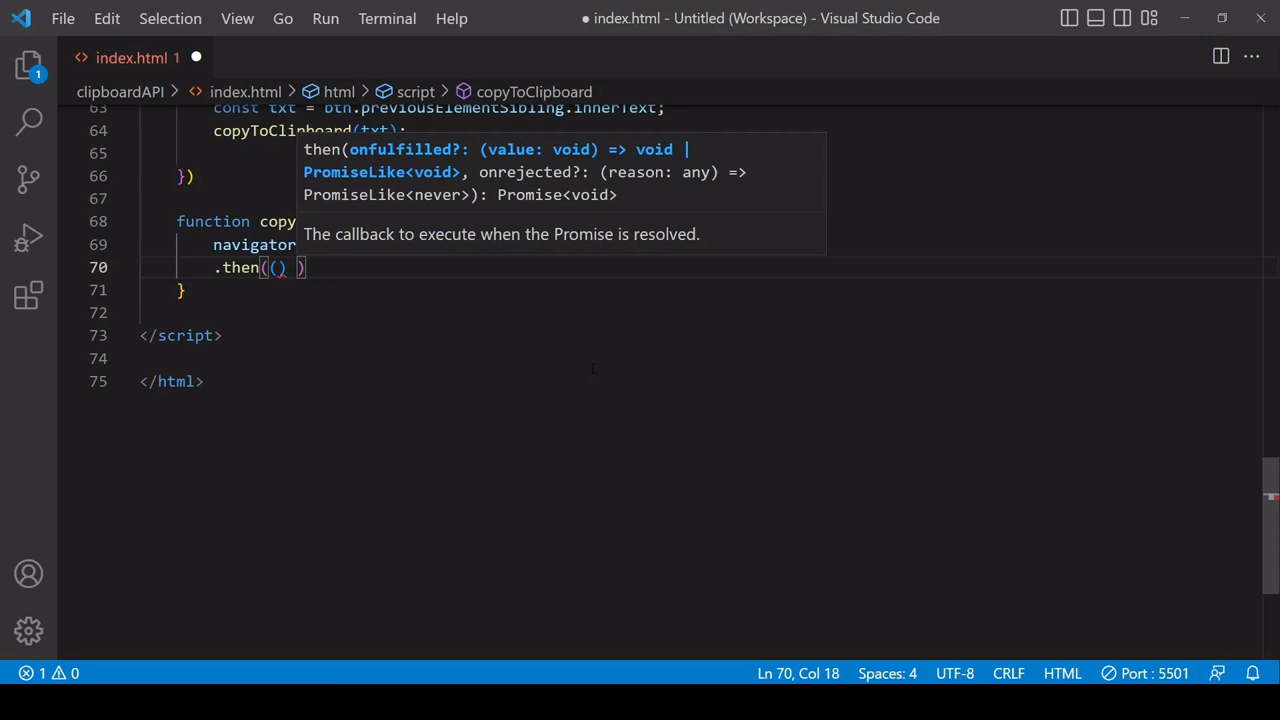 File Edit Selection View Go Run Terminal Help
● index.html - Untitled (Workspace) - Visual Studio Code
index.html 1
1
clipboardAPI > index.html > html > script > copyToClipboard
63 const txt = btn.previousElementSibling.innerText;
64 copyToClipboard(txt);
65
66 })
67
68 function copy
69 navigator
70 .then(() )
71 }
72
73 </script>
74
75 </html>
then(onfulfilled?: (value: void) => void |
PromiseLike<void>, onrejected?: (reason: any) =>
PromiseLike<never>): Promise<void>
The callback to execute when the Promise is resolved.
1 0 Ln 70, Col 18 Spaces: 4 UTF-8 CRLF HTML Port : 5501